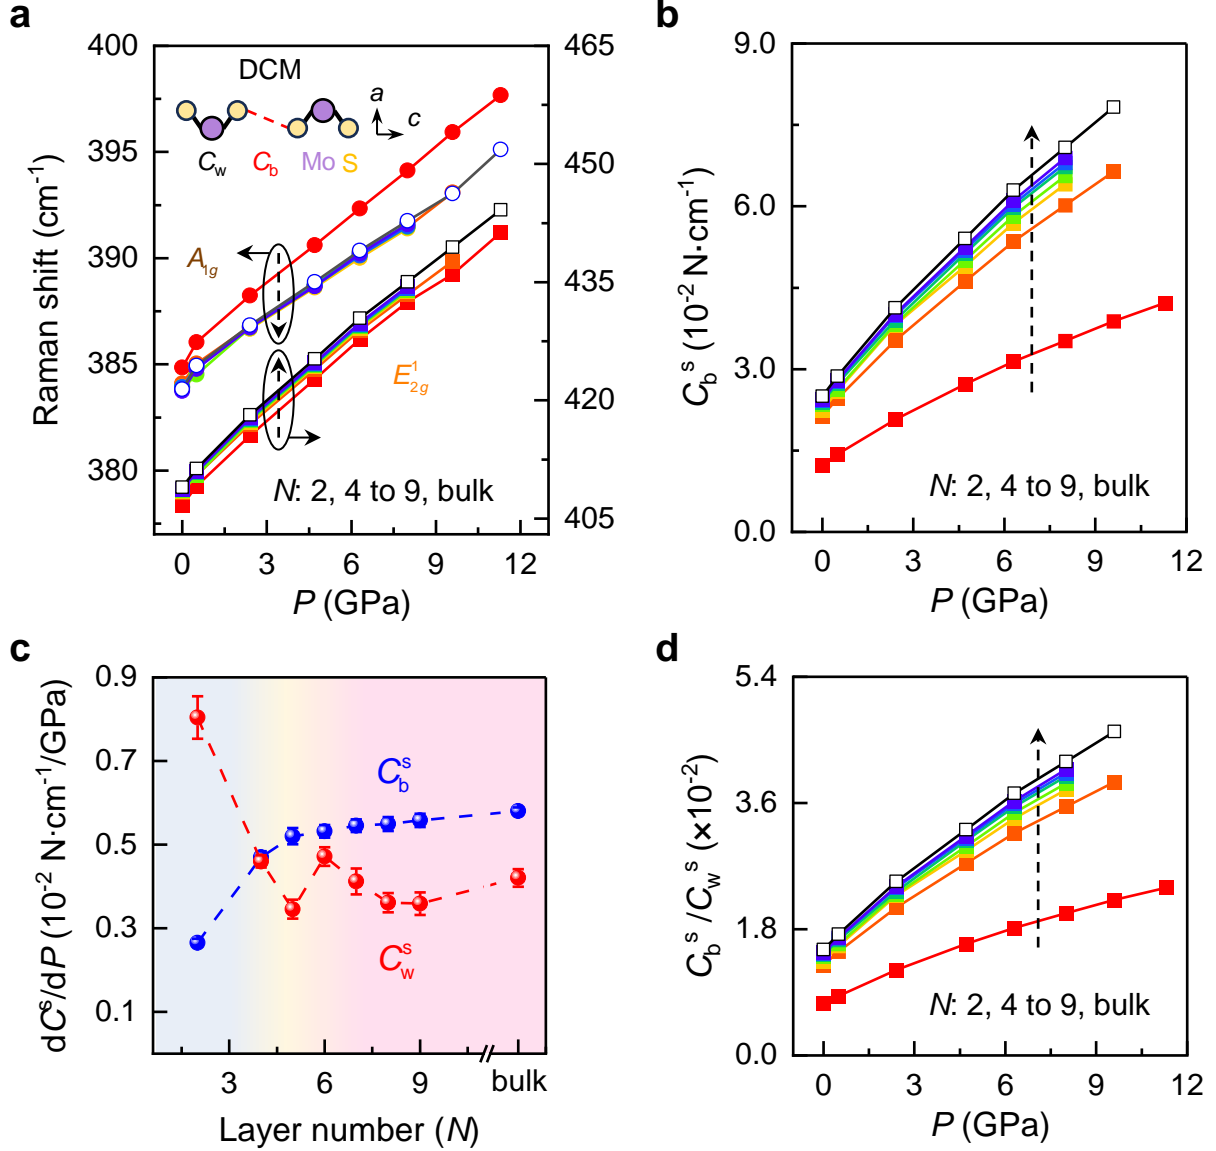 a
400
395
390
385
380
465
450
435
420
405
Raman shift (cm⁻¹)
DCM
a
c
C_w C_b Mo S
A_1g
E¹_2g
N: 2, 4 to 9, bulk
0 3 6 9 12
P (GPa)
b
9.0
6.0
3.0
0.0
C_b^s (10⁻² N·cm⁻¹)
N: 2, 4 to 9, bulk
0 3 6 9 12
P (GPa)
c
0.9
0.7
0.5
0.3
0.1
dC^s/dP (10⁻² N·cm⁻¹/GPa)
C_b^s
C_w^s
3 6 9 bulk
Layer number (N)
d
5.4
3.6
1.8
0.0
C_b^s/C_w^s (×10⁻²)
N: 2, 4 to 9, bulk
0 3 6 9 12
P (GPa)